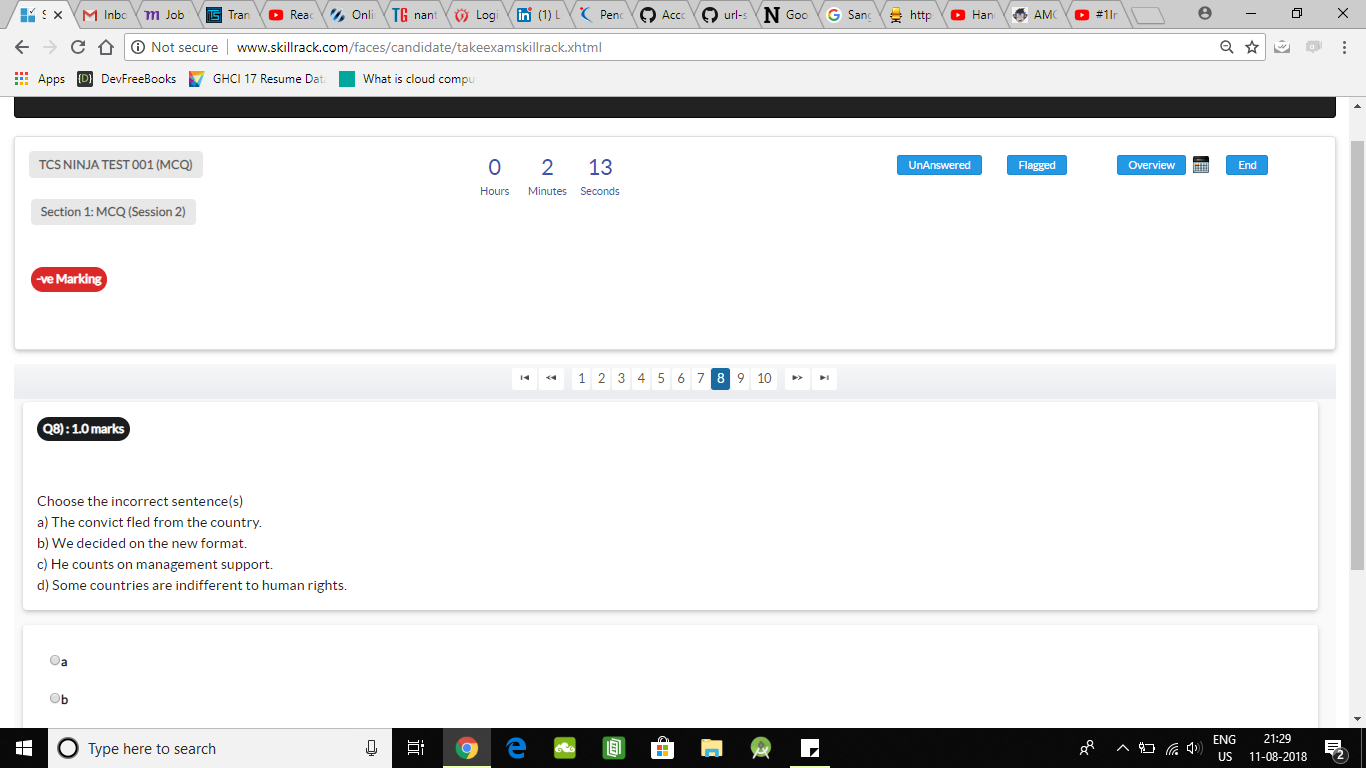 S
Inbo
Job
Tran
Reac
Onli
TG nant
Logi
(1) L
Penc
Acco
url-s
Goo
Sang
http
Han
AMC
#1Ir
Not secure
www.skillrack.com/faces/candidate/takeexamskillrack.xhtml
Apps
DevFreeBooks
GHCI 17 Resume Dat
What is cloud compu
TCS NINJA TEST 001 (MCQ)
0 2 13
Hours Minutes Seconds
UnAnswered Flagged Overview End
Section 1: MCQ (Session 2)
-ve Marking
1 2 3 4 5 6 7 8 9 10
Q8) : 1.0 marks
Choose the incorrect sentence(s)
a) The convict fled from the country.
b) We decided on the new format.
c) He counts on management support.
d) Some countries are indifferent to human rights.
a
b
Type here to search
ENG
US
21:29
11-08-2018
2